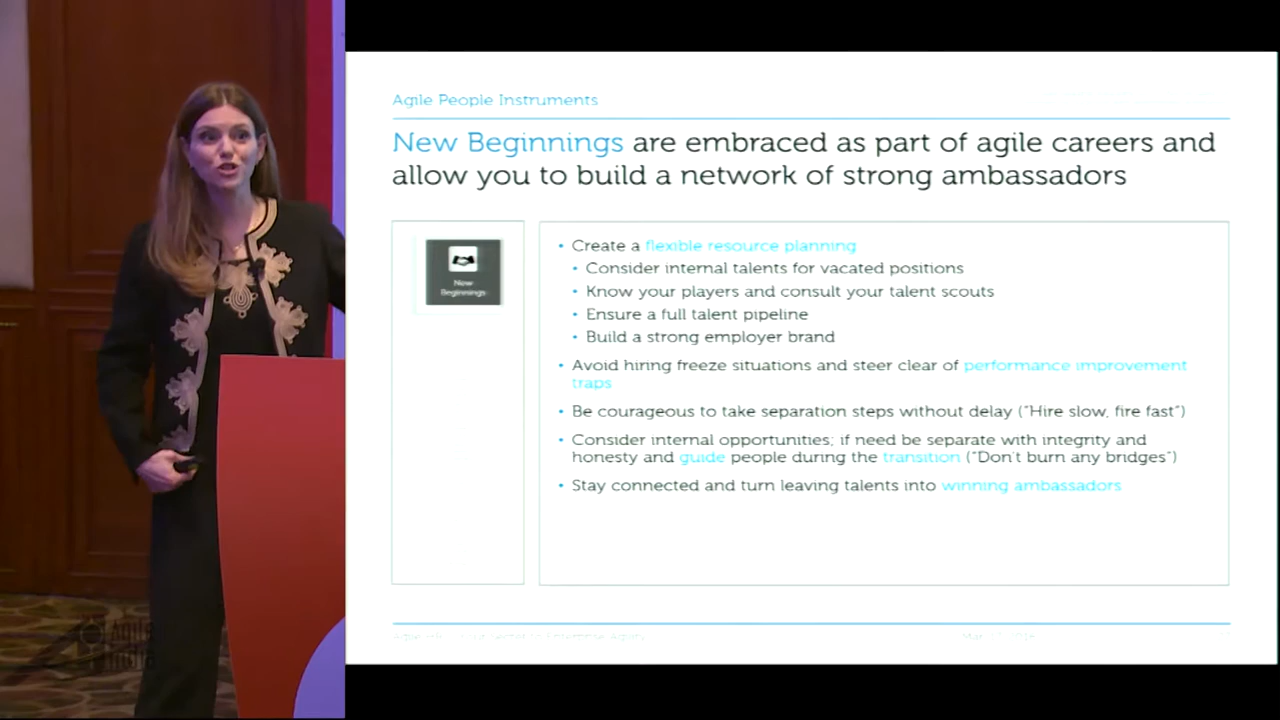 Agile People Instruments
New Beginnings are embraced as part of agile careers and
allow you to build a network of strong ambassadors
New
Beginnings
• Create a flexible resource planning
• Consider internal talents for vacated positions
• Know your players and consult your talent scouts
• Ensure a full talent pipeline
• Build a strong employer brand
• Avoid hiring freeze situations and steer clear of performance improvement
traps
• Be courageous to take separation steps without delay ("Hire slow, fire fast")
• Consider internal opportunities; if need be separate with integrity and
honesty and guide people during the transition ("Don't burn any bridges")
• Stay connected and turn leaving talents into winning ambassadors
Agile
India